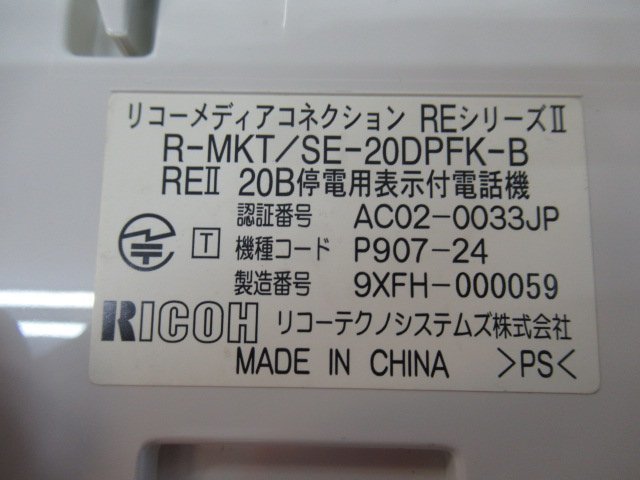 リコーメディアコネクション REシリーズⅡ
R-MKT/SE-20DPFK-B
REⅡ 20B停電用表示付電話機
認証番号 AC02-0033JP
T 機種コード P907-24
製造番号 9XFH-000059
RICOH リコーテクノシステムズ株式会社
MADE IN CHINA >PS<